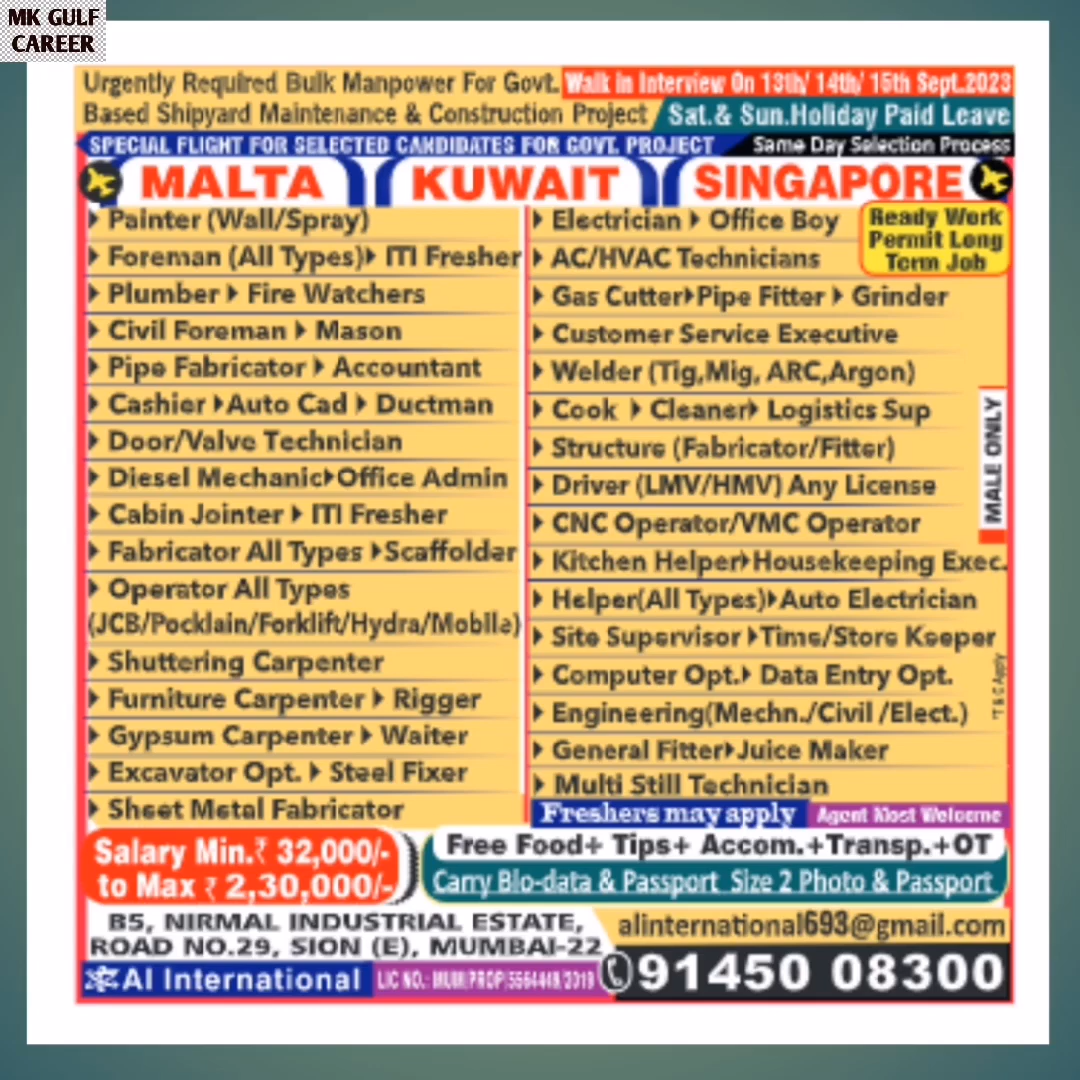 MK GULF
CAREER
Urgently Required Bulk Manpower For Govt. Walk in Interview On 13th/ 14th/ 15th Sept.2023
Based Shipyard Maintenance & Construction Project Sat.& Sun.Holiday Paid Leave
SPECIAL FLIGHT FOR SELECTED CANDIDATES FOR GOVT. PROJECT Same Day Selection Process
MALTA KUWAIT SINGAPORE
Painter (Wall/Spray)
Foreman (All Types) ITI Fresher
Plumber Fire Watchers
Civil Foreman Mason
Pipe Fabricator Accountant
Cashier Auto Cad Ductman
Door/Valve Technician
Diesel Mechanic Office Admin
Cabin Jointer ITI Fresher
Fabricator All Types Scaffolder
Operator All Types
(JCB/Pocklain/Forklift/Hydra/Mobile)
Shuttering Carpenter
Furniture Carpenter Rigger
Gypsum Carpenter Waiter
Excavator Opt. Steel Fixer
Sheet Metal Fabricator
Electrician Office Boy
AC/HVAC Technicians
Gas Cutter Pipe Fitter Grinder
Customer Service Executive
Welder (Tig,Mig, ARC,Argon)
Cook Cleaner Logistics Sup
Structure (Fabricator/Fitter)
Driver (LMV/HMV) Any License
CNC Operator/VMC Operator
Kitchen Helper Housekeeping Exec.
Helper(All Types) Auto Electrician
Site Supervisor Time/Store Keeper
Computer Opt. Data Entry Opt.
Engineering(Mechn./Civil /Elect.)
General Fitter Juice Maker
Multi Still Technician
Ready Work
Permit Long
Term Job
MALE ONLY
*T & C Apply
Freshers may apply Agent Most Welcome
Salary Min.₹ 32,000/-
to Max ₹ 2,30,000/-
Free Food+ Tips+ Accom.+Transp.+OT
Carry Bio-data & Passport Size 2 Photo & Passport
B5, NIRMAL INDUSTRIAL ESTATE,
ROAD NO.29, SION (E), MUMBAI-22
alinternational693@gmail.com
Al International
LIC NO.: MUM|PROP|5564449/2019
91450 08300